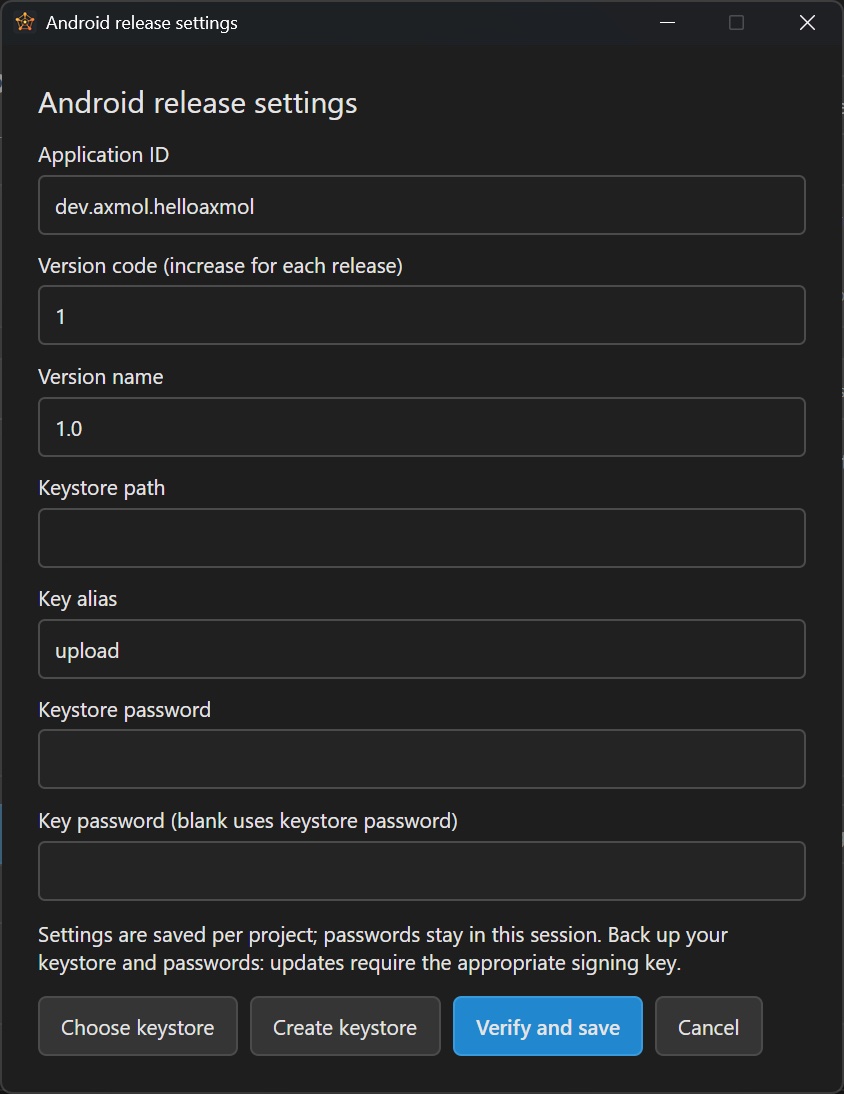 Android release settings
Android release settings
Application ID
dev.axmol.helloaxmol
Version code (increase for each release)
1
Version name
1.0
Keystore path
Key alias
upload
Keystore password
Key password (blank uses keystore password)
Settings are saved per project; passwords stay in this session. Back up your
keystore and passwords: updates require the appropriate signing key.
Choose keystore
Create keystore
Verify and save
Cancel